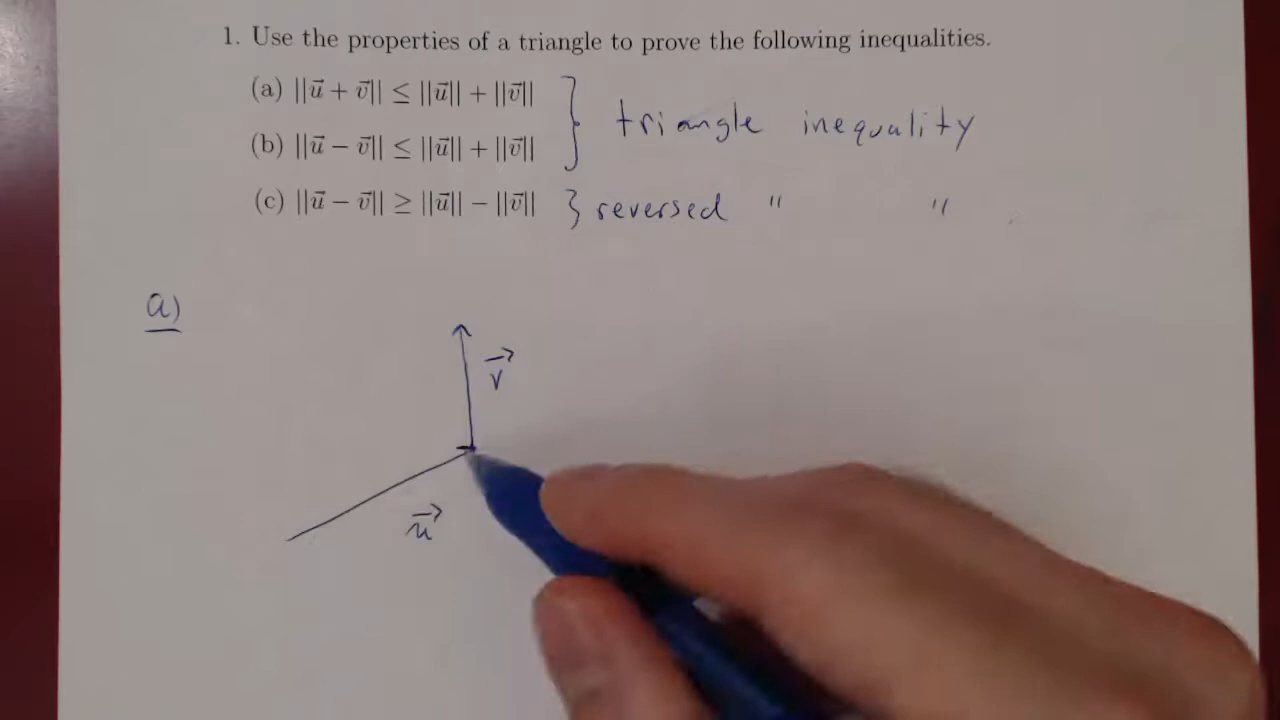 1. Use the properties of a triangle to prove the following inequalities.
(a) ||u⃗ + v⃗|| ≤ ||u⃗|| + ||v⃗||
(b) ||u⃗ − v⃗|| ≤ ||u⃗|| + ||v⃗||
} triangle inequality
(c) ||u⃗ − v⃗|| ≥ ||u⃗|| − ||v⃗|| } reversed " "
a)
v⃗
u⃗